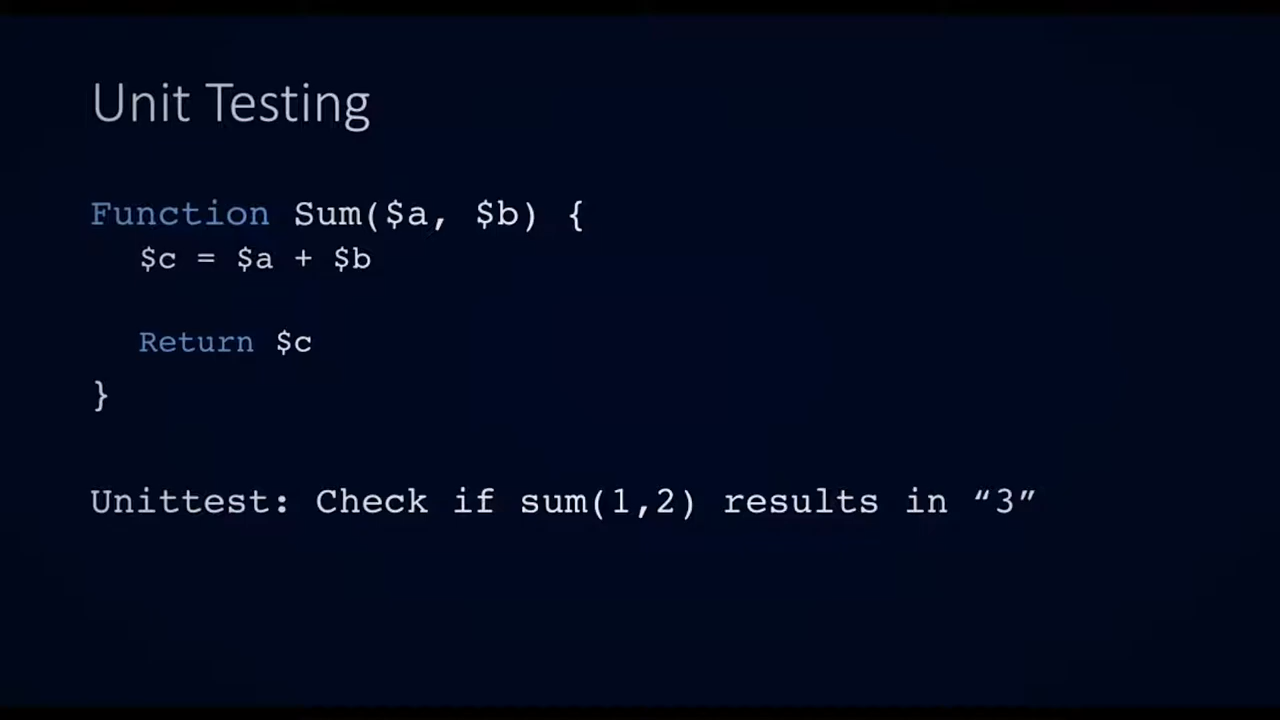 Unit Testing
Function Sum($a, $b) {
$c = $a + $b
Return $c
}
Unittest: Check if sum(1,2) results in “3”